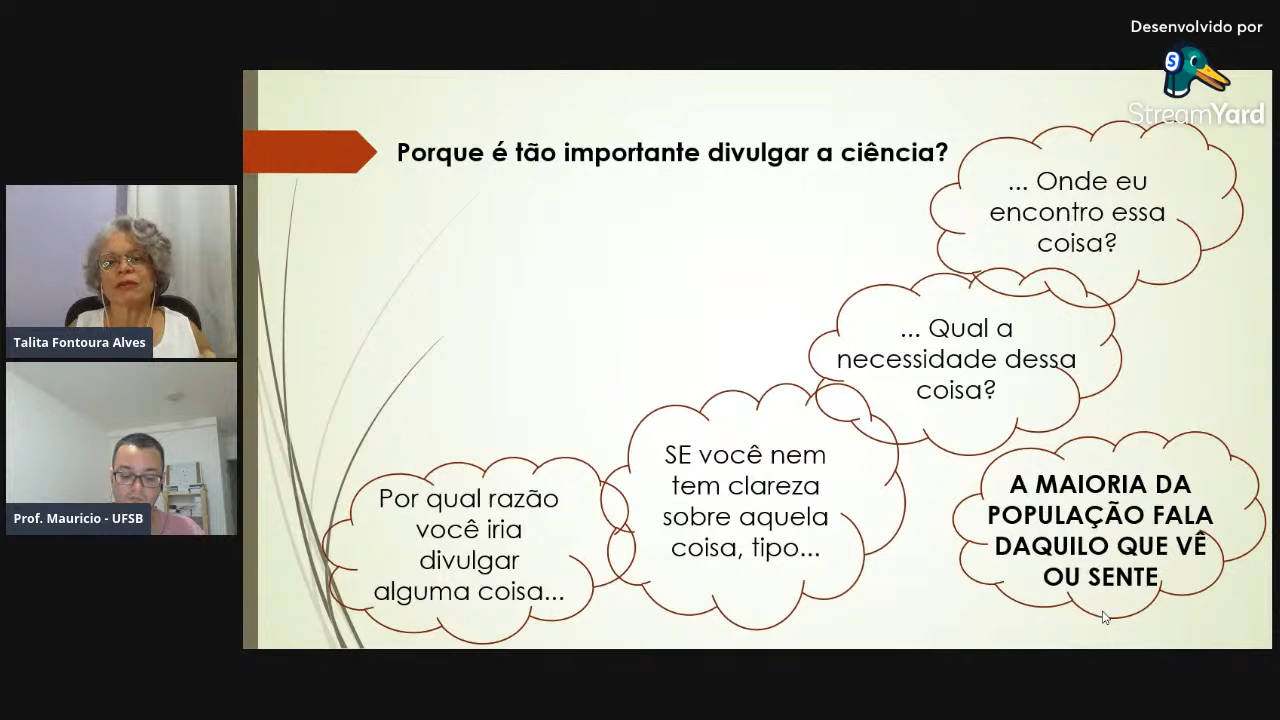 Desenvolvido por
S
StreamYard
Porque é tão importante divulgar a ciência?
... Onde eu
encontro essa
coisa?
... Qual a
necessidade dessa
coisa?
SE você nem
tem clareza
sobre aquela
coisa, tipo...
Por qual razão
você iria
divulgar
alguma coisa...
A MAIORIA DA
POPULAÇÃO FALA
DAQUILO QUE VÊ
OU SENTE
Talita Fontoura Alves
Prof. Mauricio - UFSB